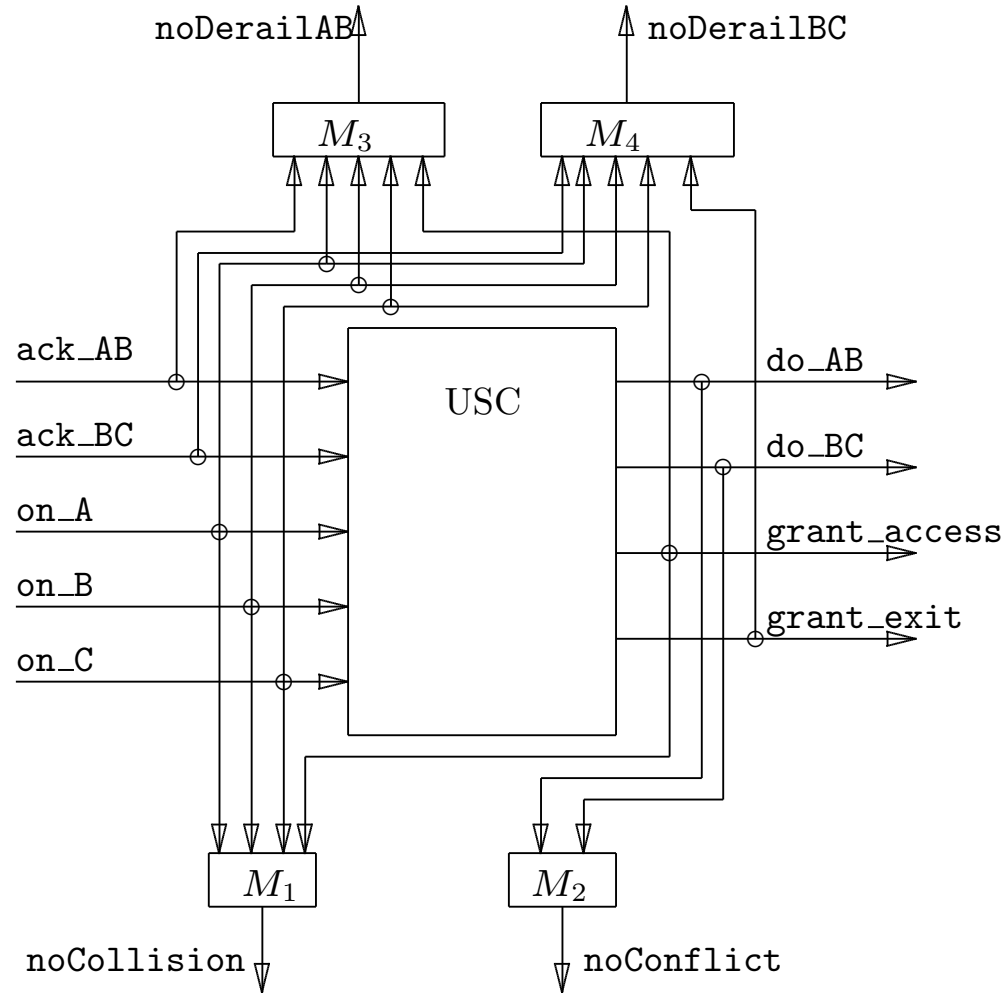 noDerailAB noDerailBC
M3 M4
ack_AB do_AB
USC
ack_BC do_BC
on_A grant_access
on_B grant_exit
on_C
M1 M2
noCollision noConflict